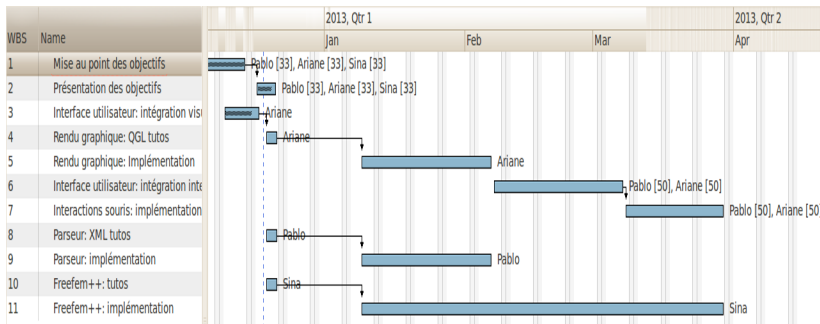 2013, Qtr 1 2013, Qtr 2
WBS Name Jan Feb Mar Apr
1 Mise au point des objectifs Pablo [33], Ariane [33], Sina [33]
2 Présentation des objectifs Pablo [33], Ariane [33], Sina [33]
3 Interface utilisateur: intégration vis Ariane
4 Rendu graphique: QGL tutos Ariane
5 Rendu graphique: Implémentation Ariane
6 Interface utilisateur: intégration inte Pablo [50], Ariane [50]
7 Interactions souris: implémentation Pablo [50], Ariane [50
8 Parseur: XML tutos Pablo
9 Parseur: implémentation Pablo
10 Freefem++: tutos Sina
11 Freefem++: implémentation Sina